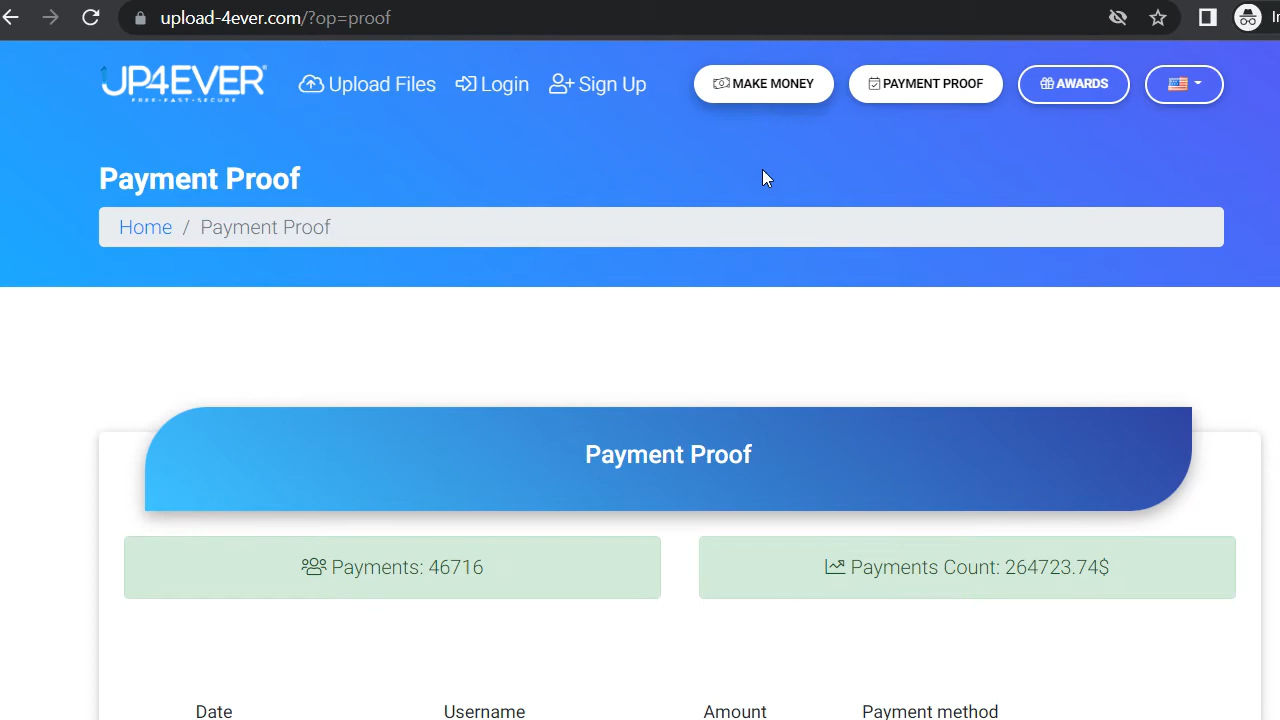 upload-4ever.com/?op=proof
UP4EVER
FREE•FAST•SECURE
Upload Files
Login
Sign Up
MAKE MONEY
PAYMENT PROOF
AWARDS
Payment Proof
Home / Payment Proof
Payment Proof
Payments: 46716
Payments Count: 264723.74$
Date Username Amount Payment method